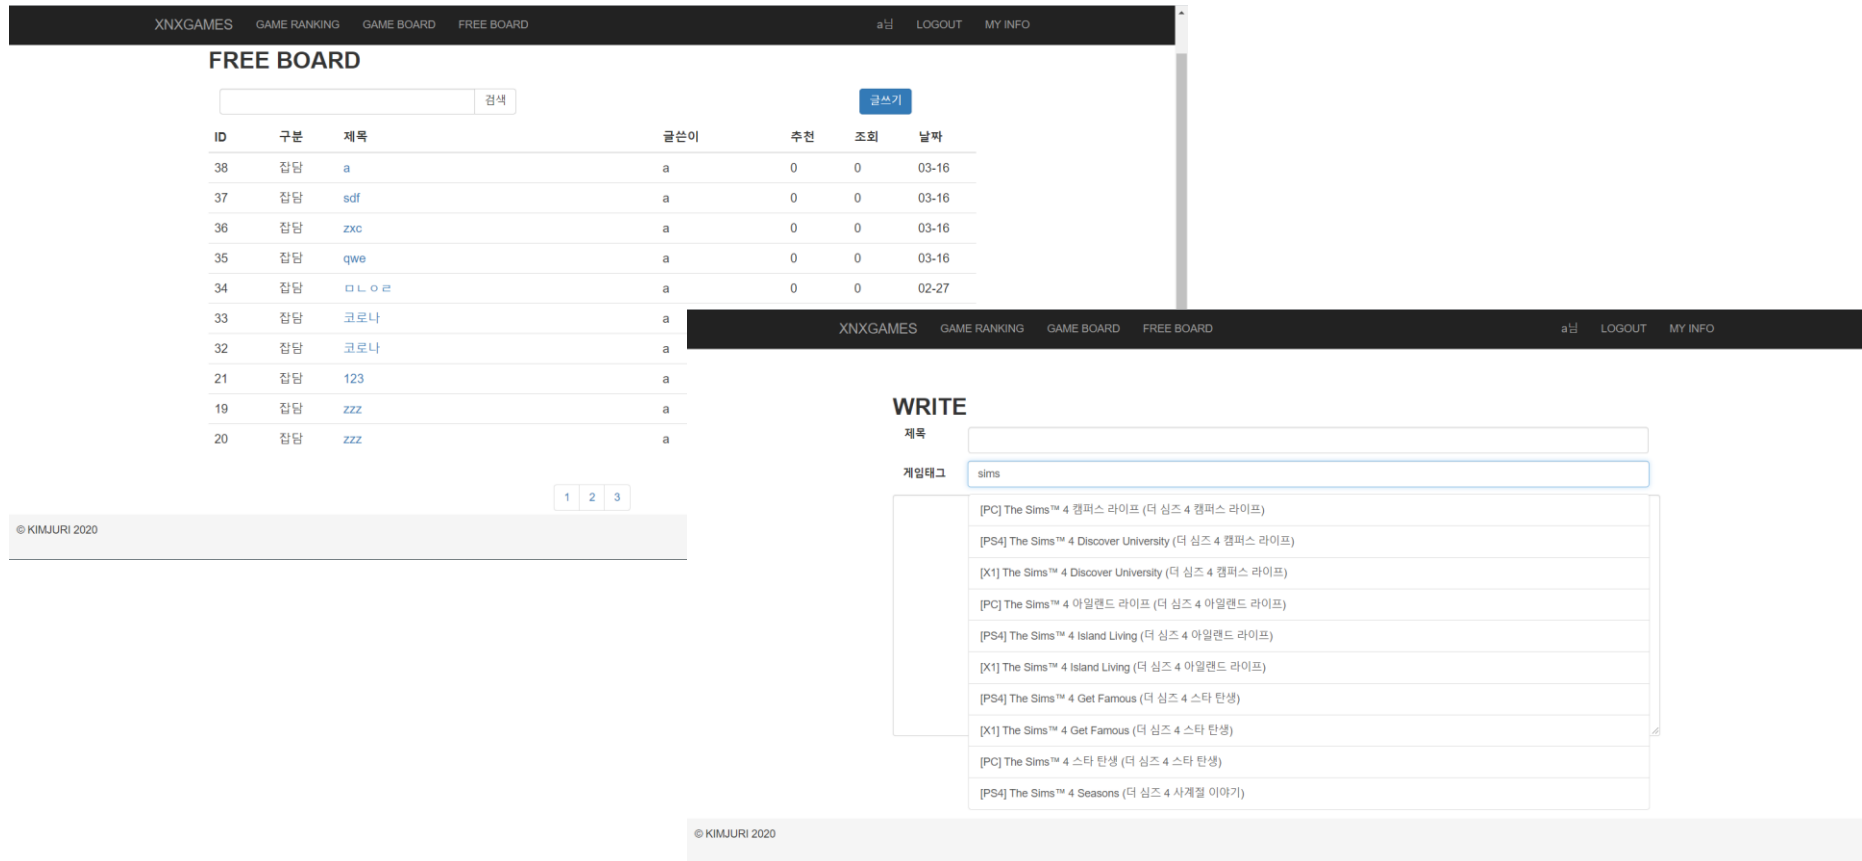 XNXGAMES GAME RANKING GAME BOARD FREE BOARD a님 LOGOUT MY INFO
FREE BOARD
검색 글쓰기
ID 구분 제목 글쓴이 추천 조회 날짜
38 잡담 a a 0 0 03-16
37 잡담 sdf a 0 0 03-16
36 잡담 zxc a 0 0 03-16
35 잡담 qwe a 0 0 03-16
34 잡담 ㅁㄴㅇㄹ a 0 0 02-27
33 잡담 코로나 a
32 잡담 코로나 a
21 잡담 123 a
19 잡담 zzz a
20 잡담 zzz a
1 2 3
© KIMJURI 2020
XNXGAMES GAME RANKING GAME BOARD FREE BOARD a님 LOGOUT MY INFO
WRITE
제목
게임태그 sims
[PC] The Sims™ 4 캠퍼스 라이프 (더 심즈 4 캠퍼스 라이프)
[PS4] The Sims™ 4 Discover University (더 심즈 4 캠퍼스 라이프)
[X1] The Sims™ 4 Discover University (더 심즈 4 캠퍼스 라이프)
[PC] The Sims™ 4 아일랜드 라이프 (더 심즈 4 아일랜드 라이프)
[PS4] The Sims™ 4 Island Living (더 심즈 4 아일랜드 라이프)
[X1] The Sims™ 4 Island Living (더 심즈 4 아일랜드 라이프)
[PS4] The Sims™ 4 Get Famous (더 심즈 4 스타 탄생)
[X1] The Sims™ 4 Get Famous (더 심즈 4 스타 탄생)
[PC] The Sims™ 4 스타 탄생 (더 심즈 4 스타 탄생)
[PS4] The Sims™ 4 Seasons (더 심즈 4 사계절 이야기)
© KIMJURI 2020